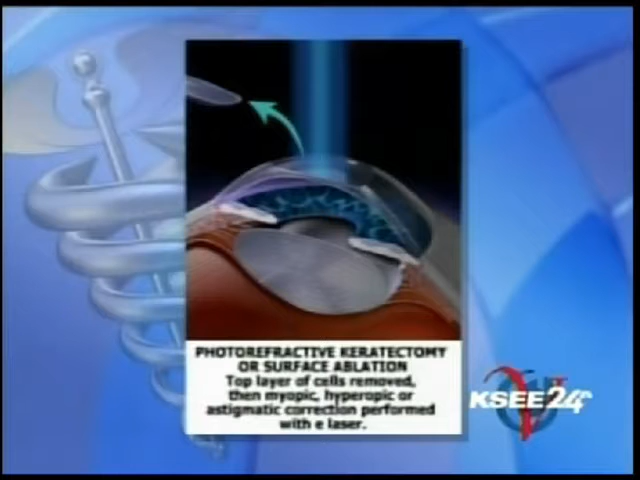 PHOTOREFRACTIVE KERATECTOMY
OR SURFACE ABLATION
Top layer of cells removed,
then myopic, hyperopic or
astigmatic correction performed
with e laser.
KSEE24